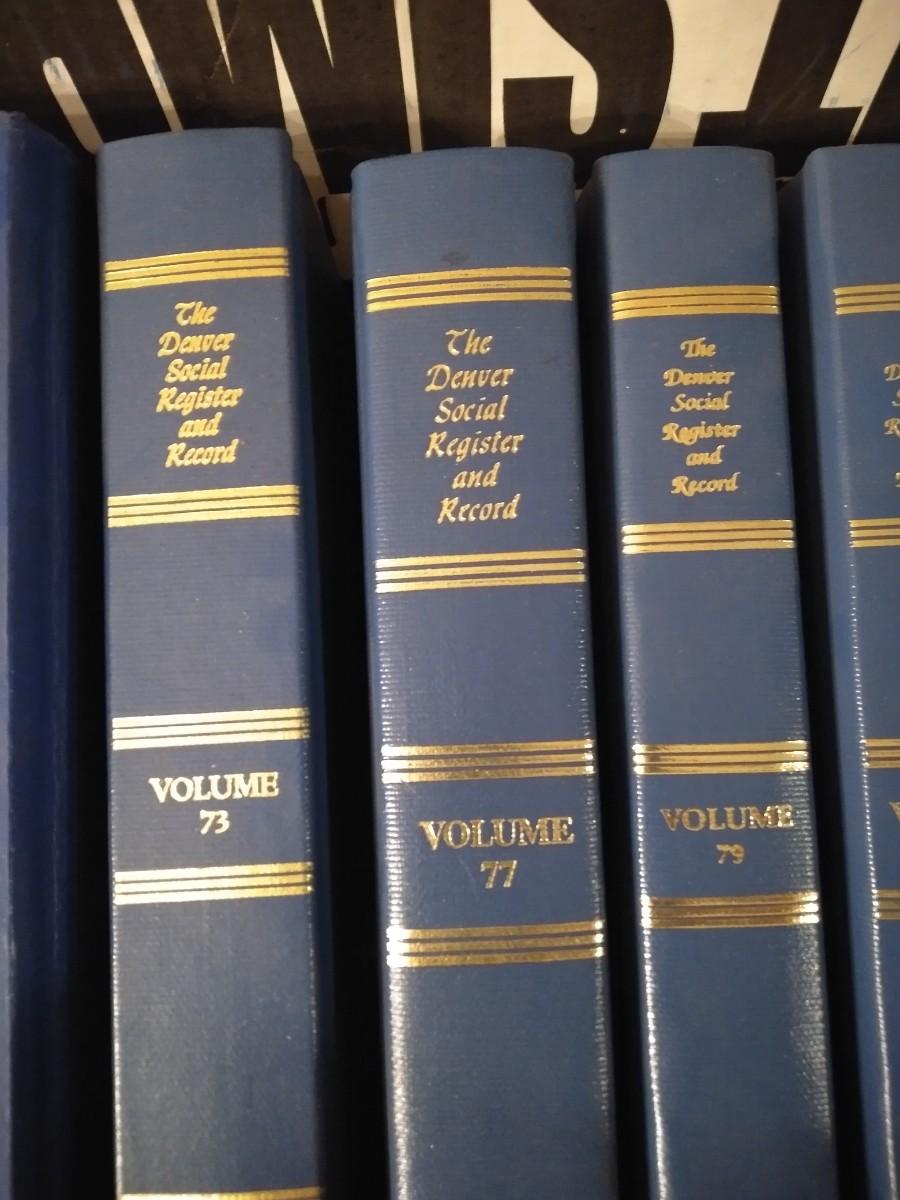 The
Denver
Social
Register
and
Record
VOLUME
73
The
Denver
Social
Register
and
Record
VOLUME
77
The
Denver
Social
Register
and
Record
VOLUME
79